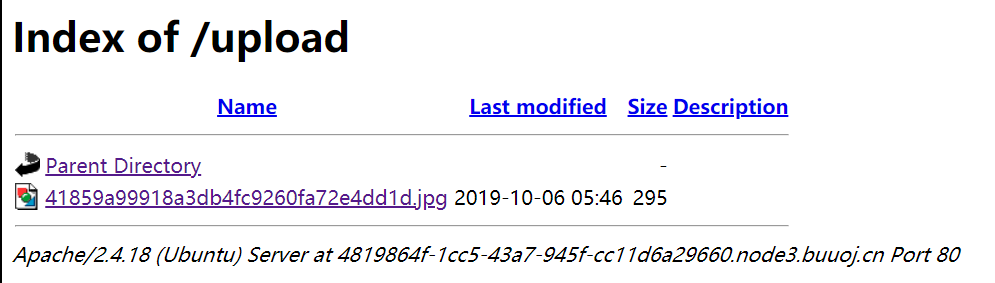 Index of /upload
Name Last modified Size Description
Parent Directory -
41859a99918a3db4fc9260fa72e4dd1d.jpg 2019-10-06 05:46 295
Apache/2.4.18 (Ubuntu) Server at 4819864f-1cc5-43a7-945f-cc11d6a29660.node3.buuoj.cn Port 80